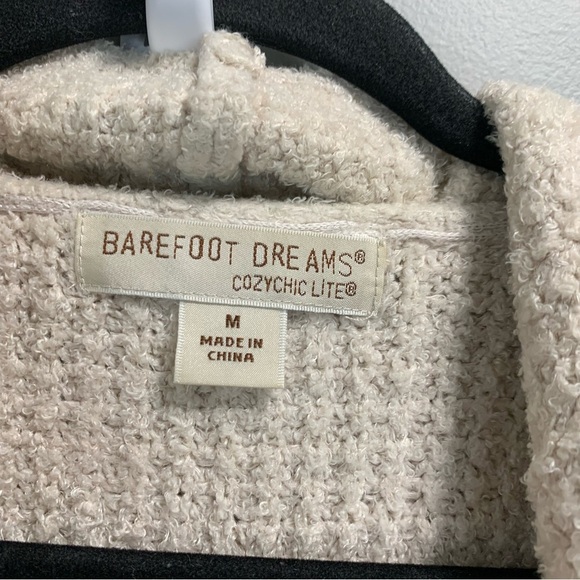 BAREFOOT DREAMS®
COZYCHIC LITE®
M
MADE IN
CHINA